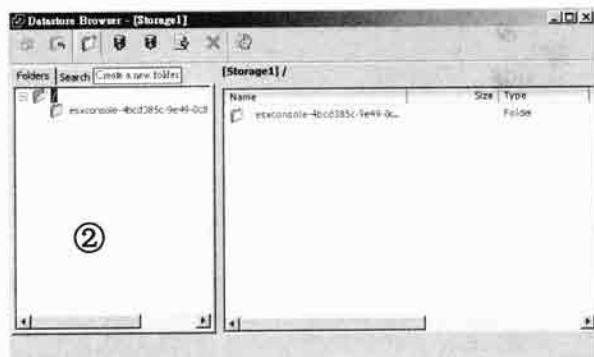 Datastore Browser - [Storage1]
Folders Search Create a new folder
[Storage1] /
/
esxconsole-4bcd385c-9e49-0c8
Name Size Type
esxconsole-4bcd385c-9e49-0c... Folder
②